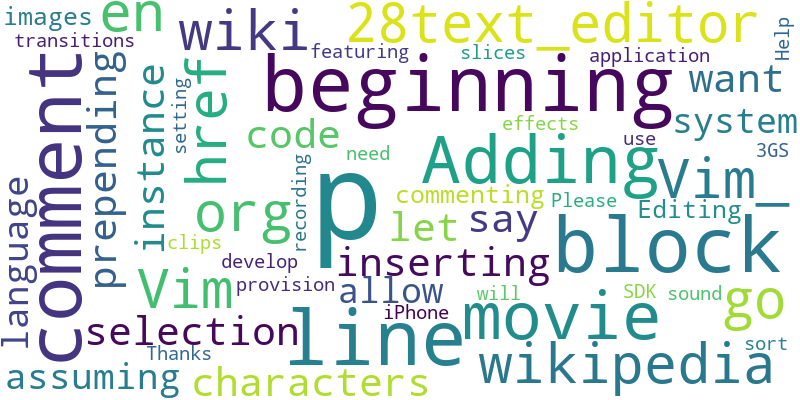 images
en
wiki
28text_editor
transitions
featuring
slices
application
Help
comment
prepending
instance
setting
href
beginning
want
system
code
effects
use
3GS
need
Adding
Vim_
language
org
p
commenting
Please
Editing
recording
let
say
block
clips
develop
inserting
Vim
provision
allow
will
SDK
sound
go
selection
iPhone
line
movie
sort
Thanks
assuming
characters
wikipedia